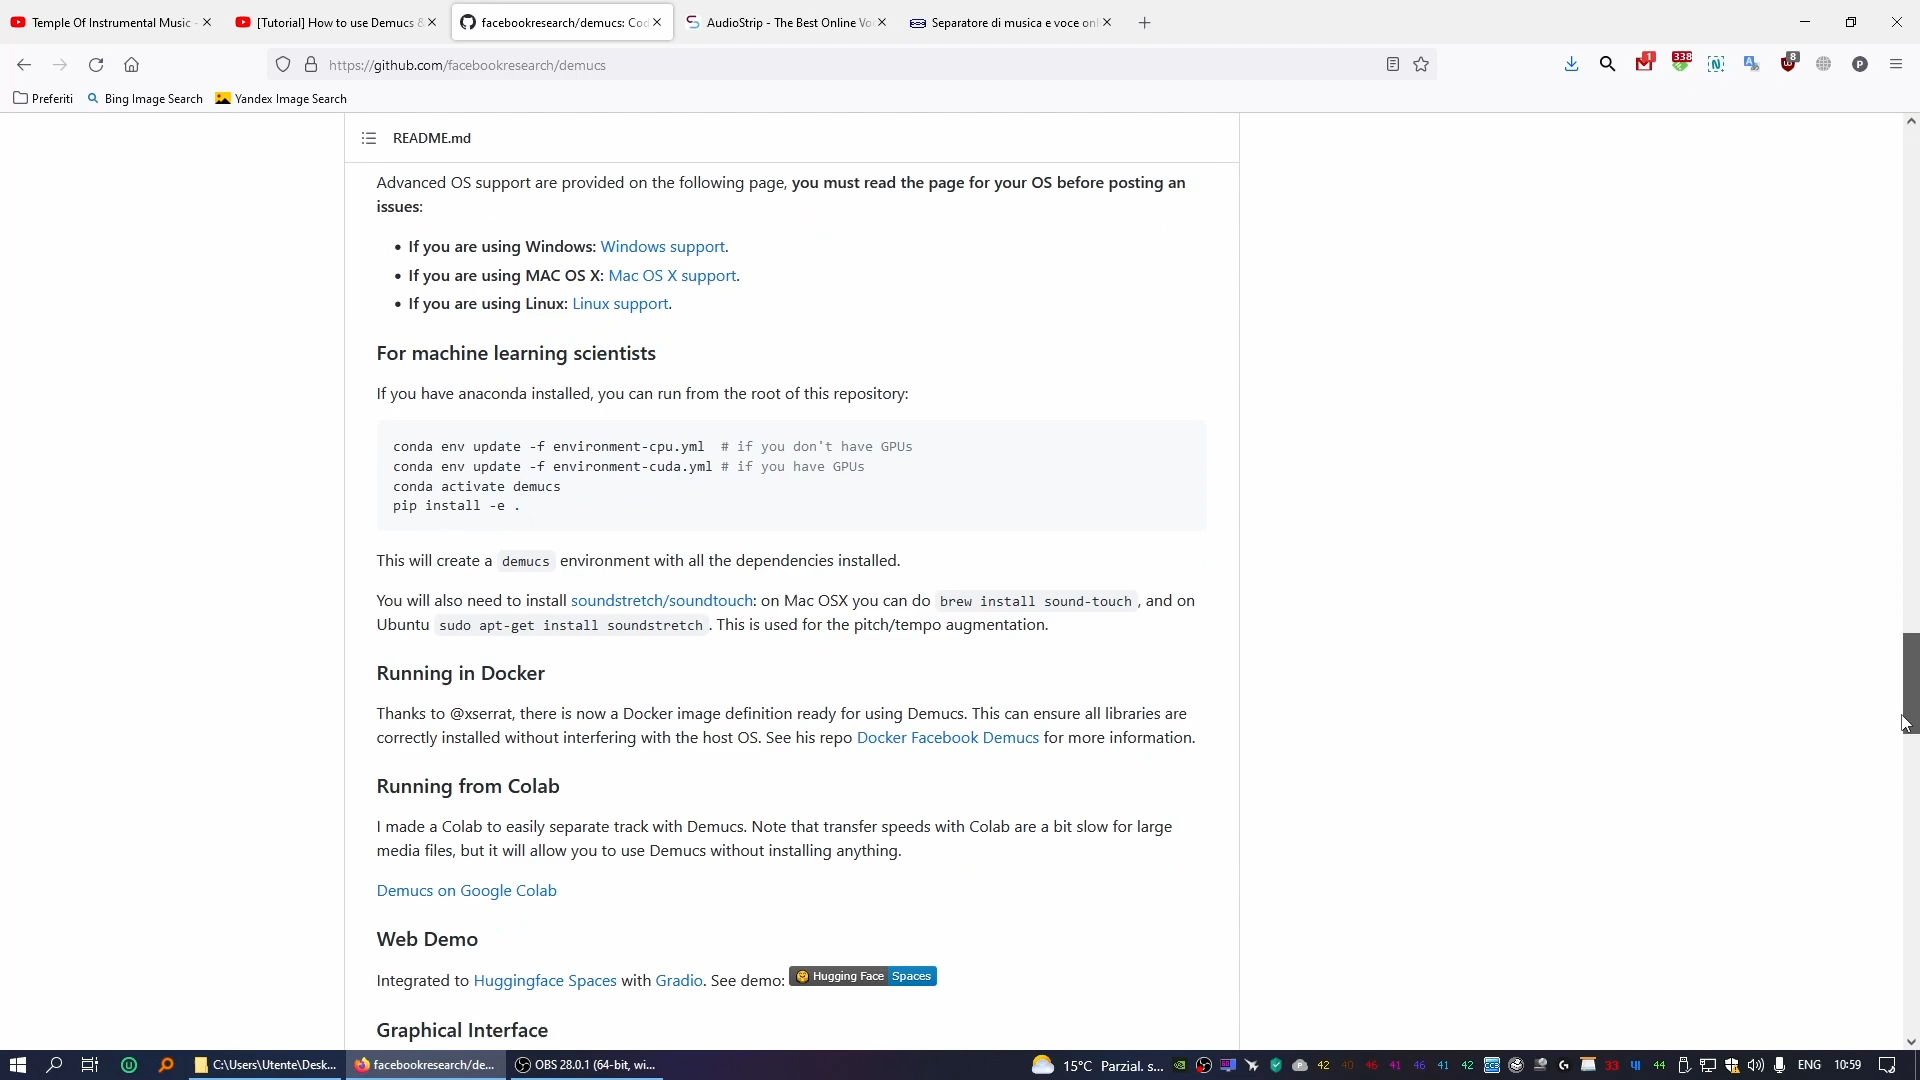 Temple Of Instrumental Music -
[Tutorial] How to use Demucs &
facebookresearch/demucs: Cod
AudioStrip - The Best Online Vo
Separatore di musica e voce onl
https://github.com/facebookresearch/demucs
1
338
8
P
Preferiti
Bing Image Search
Yandex Image Search
README.md
Advanced OS support are provided on the following page, you must read the page for your OS before posting an
issues:
• If you are using Windows: Windows support.
• If you are using MAC OS X: Mac OS X support.
• If you are using Linux: Linux support.
For machine learning scientists
If you have anaconda installed, you can run from the root of this repository:
conda env update -f environment-cpu.yml  # if you don't have GPUs
conda env update -f environment-cuda.yml # if you have GPUs
conda activate demucs
pip install -e .
This will create a demucs environment with all the dependencies installed.
You will also need to install soundstretch/soundtouch: on Mac OSX you can do brew install sound-touch, and on
Ubuntu sudo apt-get install soundstretch. This is used for the pitch/tempo augmentation.
Running in Docker
Thanks to @xserrat, there is now a Docker image definition ready for using Demucs. This can ensure all libraries are
correctly installed without interfering with the host OS. See his repo Docker Facebook Demucs for more information.
Running from Colab
I made a Colab to easily separate track with Demucs. Note that transfer speeds with Colab are a bit slow for large
media files, but it will allow you to use Demucs without installing anything.
Demucs on Google Colab
Web Demo
Integrated to Huggingface Spaces with Gradio. See demo: Hugging Face Spaces
Graphical Interface
C:\Users\Utente\Desk...
facebookresearch/de...
OBS 28.0.1 (64-bit, wi...
15°C Parzial. s...
42 40 46 41 46 41 42
33
44
ENG
10:59